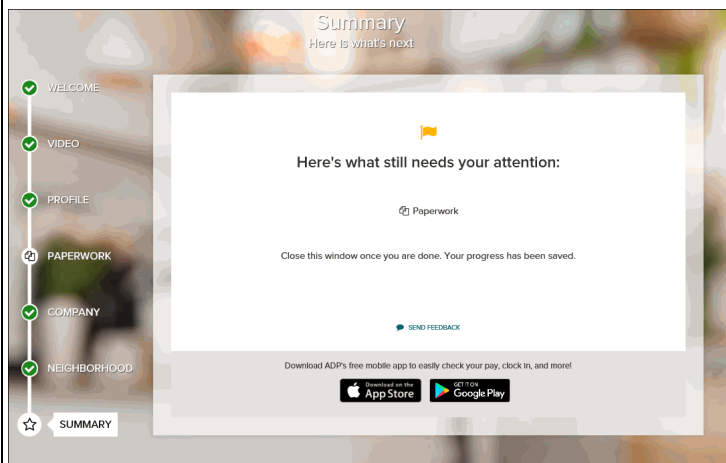 Summary
Here is what's next
WELCOME
VIDEO
PROFILE
PAPERWORK
COMPANY
NEIGHBORHOOD
SUMMARY
Here's what still needs your attention:
Paperwork
Close this window once you are done. Your progress has been saved.
SEND FEEDBACK
Download ADP's free mobile app to easily check your pay, clock in, and more!
Download on the
App Store
GET IT ON
Google Play